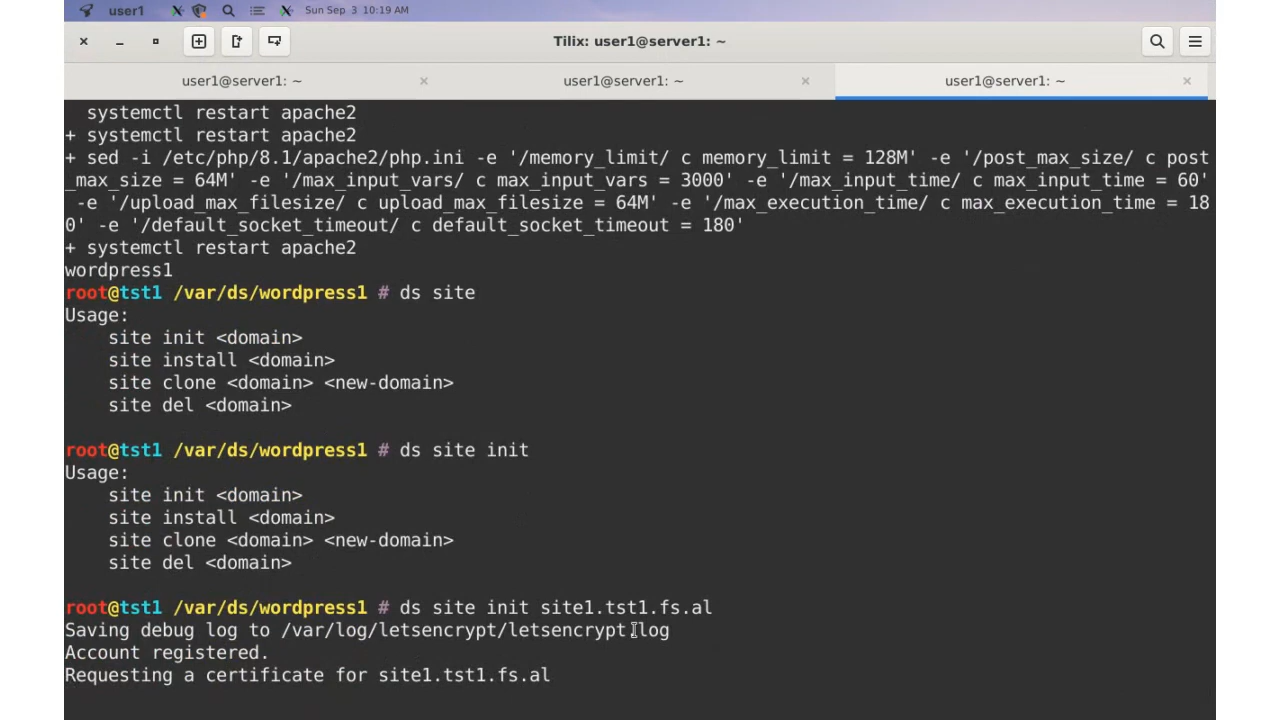 user1 Sun Sep 3 10:19 AM
Tilix: user1@server1: ~
user1@server1: ~ user1@server1: ~ user1@server1: ~
systemctl restart apache2
+ systemctl restart apache2
+ sed -i /etc/php/8.1/apache2/php.ini -e '/memory_limit/ c memory_limit = 128M' -e '/post_max_size/ c post
_max_size = 64M' -e '/max_input_vars/ c max_input_vars = 3000' -e '/max_input_time/ c max_input_time = 60'
-e '/upload_max_filesize/ c upload_max_filesize = 64M' -e '/max_execution_time/ c max_execution_time = 18
0' -e '/default_socket_timeout/ c default_socket_timeout = 180'
+ systemctl restart apache2
wordpress1
root@tst1 /var/ds/wordpress1 # ds site
Usage:
site init <domain>
site install <domain>
site clone <domain> <new-domain>
site del <domain>
root@tst1 /var/ds/wordpress1 # ds site init
Usage:
site init <domain>
site install <domain>
site clone <domain> <new-domain>
site del <domain>
root@tst1 /var/ds/wordpress1 # ds site init site1.tst1.fs.al
Saving debug log to /var/log/letsencrypt/letsencrypt.log
Account registered.
Requesting a certificate for site1.tst1.fs.al